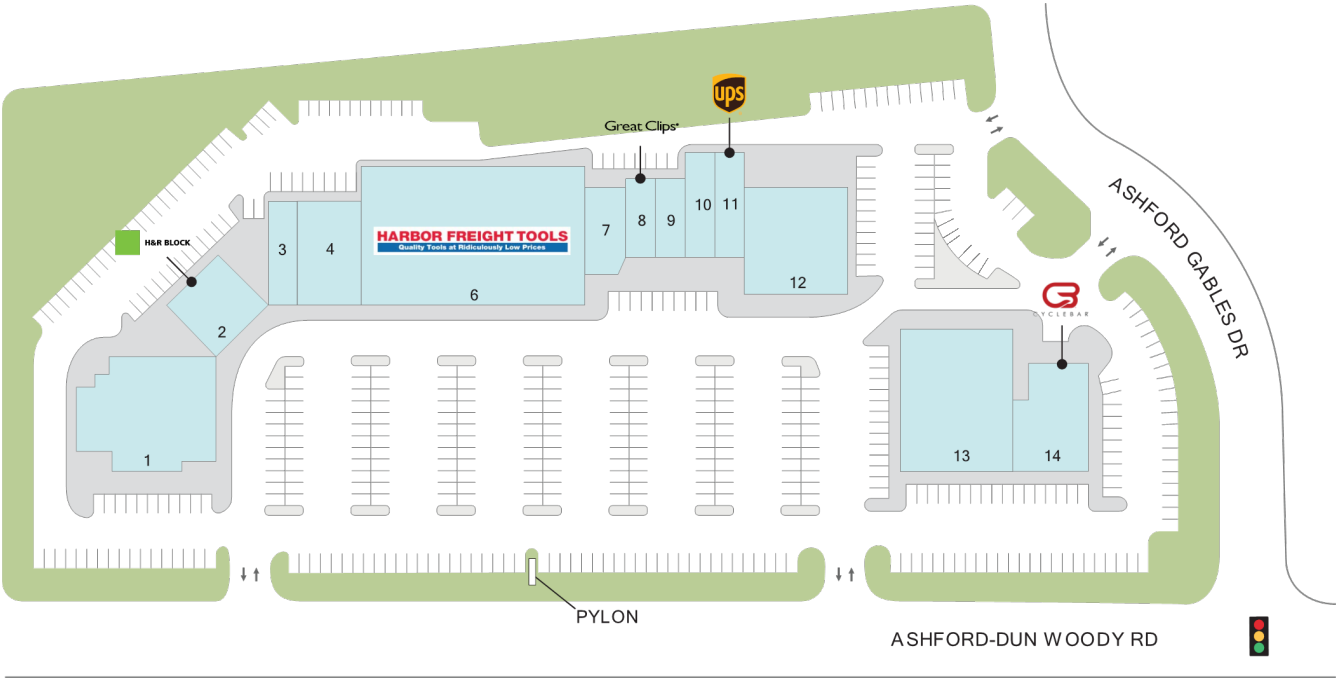 ups
Great Clips®
ASHFORD GABLES DR
H&R BLOCK
3
4
HARBOR FREIGHT TOOLS
Quality Tools at Ridiculously Low Prices
6
7
8
9
10
11
12
2
CYCLEBAR
1
13
14
PYLON
ASHFORD-DUN WOODY RD